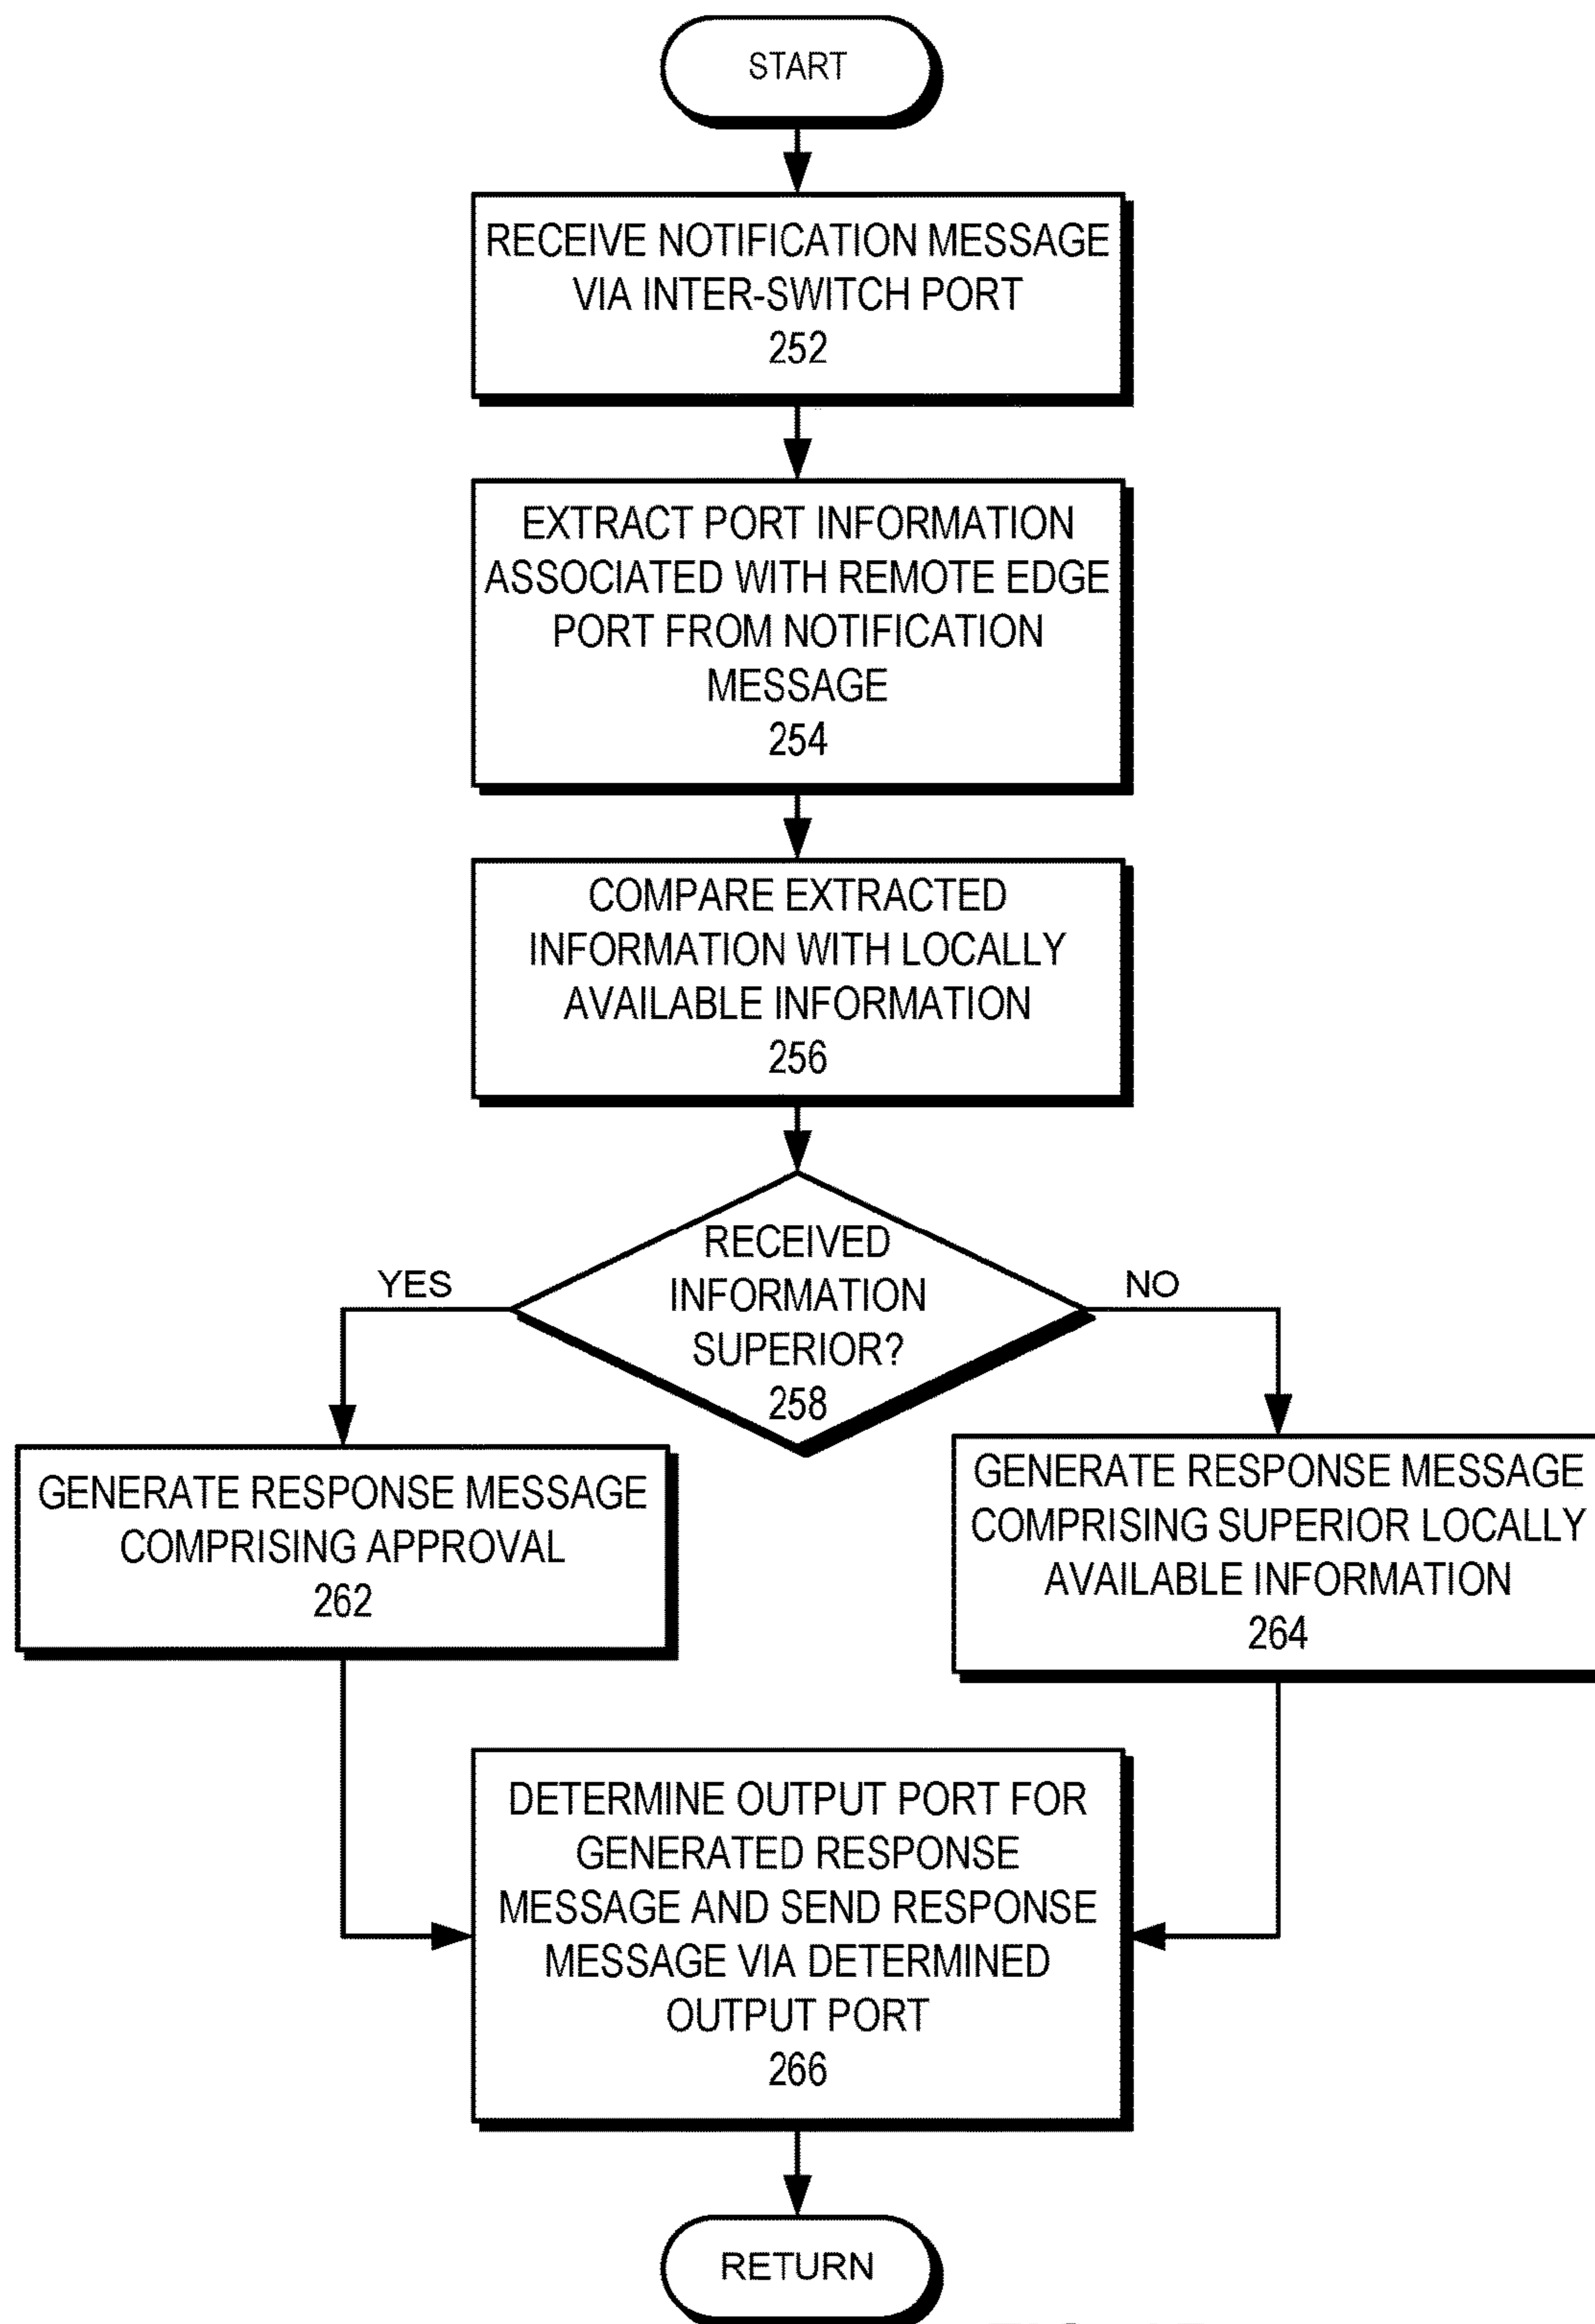 START
RECEIVE NOTIFICATION MESSAGE
VIA INTER-SWITCH PORT
252
EXTRACT PORT INFORMATION
ASSOCIATED WITH REMOTE EDGE
PORT FROM NOTIFICATION
MESSAGE
254
COMPARE EXTRACTED
INFORMATION WITH LOCALLY
AVAILABLE INFORMATION
256
RECEIVED
INFORMATION
SUPERIOR?
258
YES
NO
GENERATE RESPONSE MESSAGE
COMPRISING APPROVAL
262
GENERATE RESPONSE MESSAGE
COMPRISING SUPERIOR LOCALLY
AVAILABLE INFORMATION
264
DETERMINE OUTPUT PORT FOR
GENERATED RESPONSE
MESSAGE AND SEND RESPONSE
MESSAGE VIA DETERMINED
OUTPUT PORT
266
RETURN